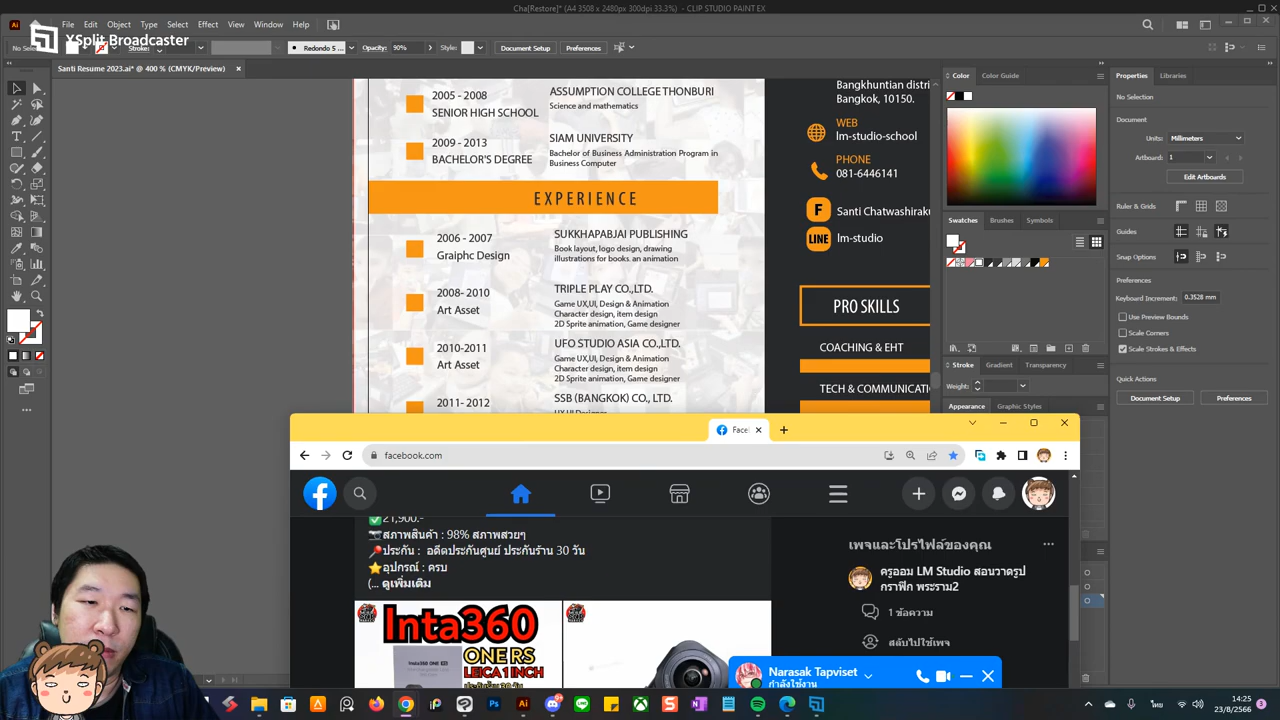 Cha[Restore]* (A4 3508 x 2480px 300dpi 33.3%) - CLIP STUDIO PAINT EX
Ai
Edit Object Type Select Effect View Window Help
XSplit Broadcaster
Stroke:
Redondo 5 ...
Opacity: 90%
Style:
Document Setup
Preferences
Santi Resume 2023.ai* @ 400 % (CMYK/Preview)
2005 - 2008
SENIOR HIGH SCHOOL
ASSUMPTION COLLEGE THONBURI
Science and mathematics
2009 - 2013
BACHELOR'S DEGREE
SIAM UNIVERSITY
Bachelor of Business Administration Program in
Business Computer
EXPERIENCE
2006 - 2007
Graiphc Design
SUKKHAPABJAI PUBLISHING
Book layout, logo design, drawing
illustrations for books. an animation
2008- 2010
Art Asset
TRIPLE PLAY CO.,LTD.
Game UX,UI, Design & Animation
Character design, item design
2D Sprite animation, Game designer
2010-2011
Art Asset
UFO STUDIO ASIA CO.,LTD.
Game UX,UI, Design & Animation
Character design, item design
2D Sprite animation, Game designer
2011- 2012
SSB (BANGKOK) CO., LTD.
Bangkhuntian distri
Bangkok, 10150.
WEB
lm-studio-school
PHONE
081-6446141
F
Santi Chatwashiraku
LINE
lm-studio
PRO SKILLS
COACHING & EHT
TECH & COMMUNICATI
Color
Color Guide
Swatches
Brushes
Symbols
Stroke
Gradient
Transparency
Weight:
Appearance
Graphic Styles
Properties
Libraries
No Selection
Document
Units: Millimeters
Artboard: 1
Edit Artboards
Ruler & Grids
Guides
Snap Options
Preferences
Keyboard Increment: 0.3528 mm
Use Preview Bounds
Scale Corners
Scale Strokes & Effects
Quick Actions
Document Setup
Preferences
facebook.com
21,900.-
สภาพสินค้า : 98% สภาพสวยๆ
ประกัน : อดีตประกันศูนย์ ประกันร้าน 30 วัน
อุปกรณ์ : ครบ
(... ดูเพิ่มเติม
Inta360
ONE RS
LEICA 1 INCH
เพจและโปรไฟล์ของคุณ
ครูออม LM Studio สอนวาดรูป
กราฟิก พระราม2
1 ข้อความ
สลับไปใช้เพจ
Narasak Tapviset
กำลังใช้งาน
14:25
23/8/2566